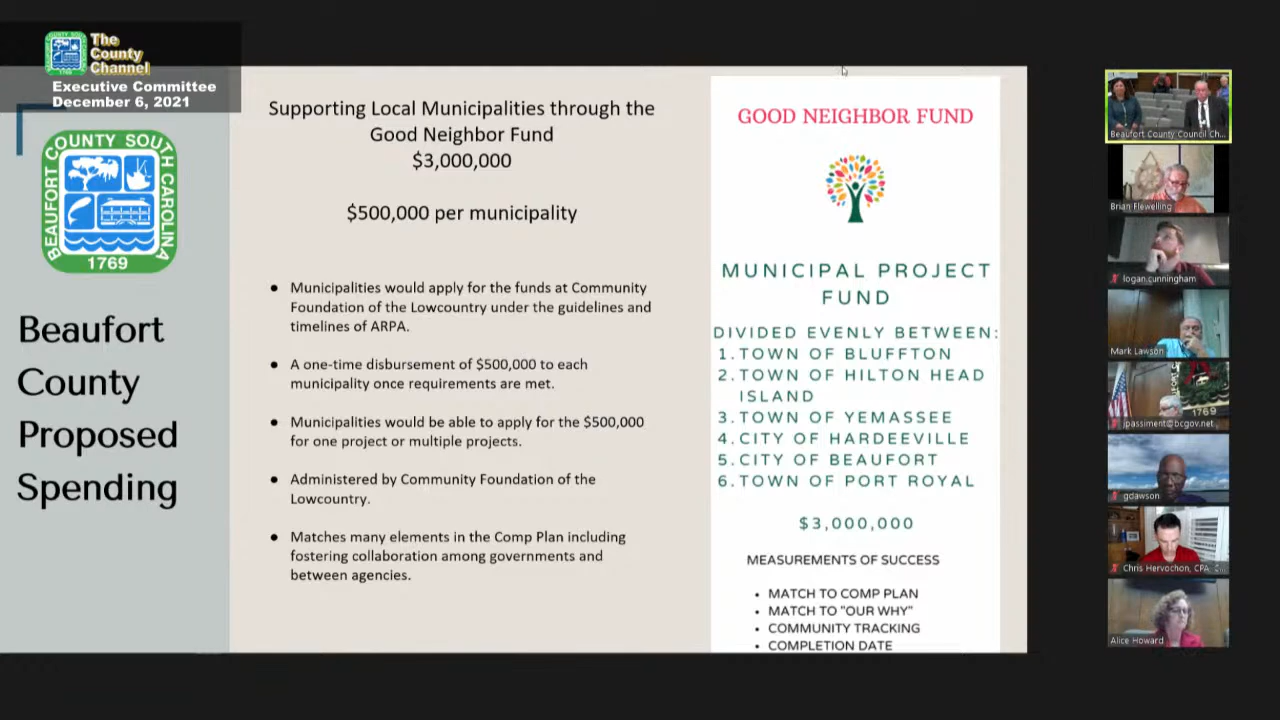 The
County
Channel
Executive Committee
December 6, 2021
BEAUFORT COUNTY SOUTH CAROLINA
1769
Beaufort
County
Proposed
Spending
Supporting Local Municipalities through the
Good Neighbor Fund
$3,000,000
$500,000 per municipality
● Municipalities would apply for the funds at Community
Foundation of the Lowcountry under the guidelines and
timelines of ARPA.
● A one-time disbursement of $500,000 to each
municipality once requirements are met.
● Municipalities would be able to apply for the $500,000
for one project or multiple projects.
● Administered by Community Foundation of the
Lowcountry.
● Matches many elements in the Comp Plan including
fostering collaboration among governments and
between agencies.
GOOD NEIGHBOR FUND
MUNICIPAL PROJECT
FUND
DIVIDED EVENLY BETWEEN:
1. TOWN OF BLUFFTON
2. TOWN OF HILTON HEAD
ISLAND
3. TOWN OF YEMASSEE
4. CITY OF HARDEEVILLE
5. CITY OF BEAUFORT
6. TOWN OF PORT ROYAL
$3,000,000
MEASUREMENTS OF SUCCESS
• MATCH TO COMP PLAN
• MATCH TO "OUR WHY"
• COMMUNITY TRACKING
• COMPLETION DATE
Beaufort County Council Ch...
Brian Flewelling
logan.cunningham
Mark Lawson
1769
jpassiment@bcgov.net
gdawson
Chris Hervochon, CPA
Alice Howard